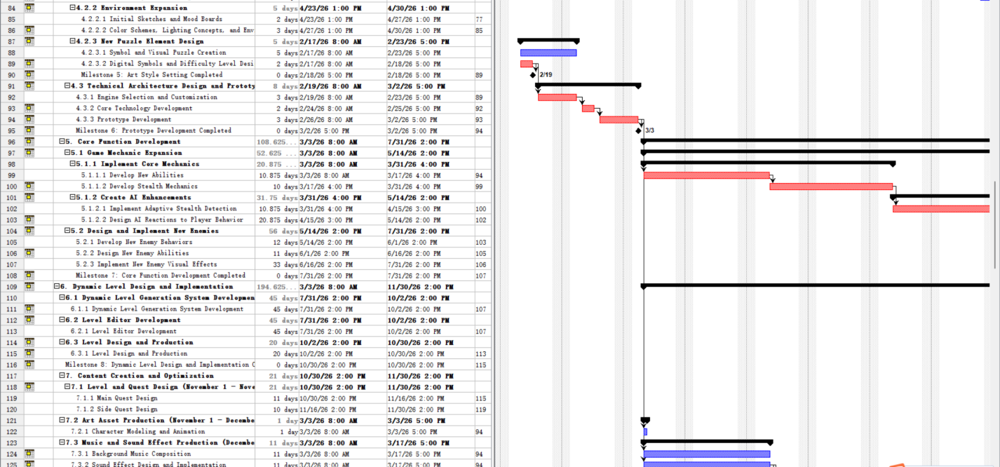 84 ⊟4.2.2 Environment Expansion 5 days 4/23/26 1:00 PM 4/30/26 1:00 PM
85 4.2.2.1 Initial Sketches and Mood Boards 2 days 4/23/26 1:00 PM 4/27/26 1:00 PM 77
86 4.2.2.2 Color Schemes, Lighting Concepts, and Env 3 days 4/27/26 1:00 PM 4/30/26 1:00 PM 85
87 ⊟4.2.3 New Puzzle Element Design 5 days 2/17/26 8:00 AM 2/23/26 5:00 PM
88 4.2.3.1 Symbol and Visual Puzzle Creation 5 days 2/17/26 8:00 AM 2/23/26 5:00 PM
89 4.2.3.2 Digital Symbols and Difficulty Level Desi 2 days 2/17/26 8:00 AM 2/18/26 5:00 PM
90 Milestone 5: Art Style Setting Completed 0 days 2/18/26 5:00 PM 2/18/26 5:00 PM 89 2/19
91 ⊟4.3 Technical Architecture Design and Prototy 8 days 2/19/26 8:00 AM 3/2/26 5:00 PM
92 4.3.1 Engine Selection and Customization 3 days 2/19/26 8:00 AM 2/23/26 5:00 PM 89
93 4.3.2 Core Technology Development 2 days 2/24/26 8:00 AM 2/25/26 5:00 PM 92
94 4.3.3 Prototype Development 3 days 2/26/26 8:00 AM 3/2/26 5:00 PM 93
95 Milestone 6: Prototype Development Completed 0 days 3/2/26 5:00 PM 3/2/26 5:00 PM 94 3/3
96 ⊟5. Core Function Development 108.625... 3/3/26 8:00 AM 7/31/26 2:00 PM
97 ⊟5.1 Game Mechanic Expansion 52.625 ... 3/3/26 8:00 AM 5/14/26 2:00 PM
98 ⊟5.1.1 Implement Core Mechanics 20.875 ... 3/3/26 8:00 AM 3/31/26 4:00 PM
99 5.1.1.1 Develop New Abilities 10.875 days 3/3/26 8:00 AM 3/17/26 4:00 PM 94
100 5.1.1.2 Develop Stealth Mechanics 10 days 3/17/26 4:00 PM 3/31/26 4:00 PM 99
101 ⊟5.1.2 Create AI Enhancements 31.75 days 3/31/26 4:00 PM 5/14/26 2:00 PM
102 5.1.2.1 Implement Adaptive Stealth Detection 10.875 days 3/31/26 4:00 PM 4/15/26 3:00 PM 100
103 5.1.2.2 Design AI Reactions to Player Behavior 20.875 days 4/15/26 3:00 PM 5/14/26 2:00 PM 102
104 ⊟5.2 Design and Implement New Enemies 56 days 5/14/26 2:00 PM 7/31/26 2:00 PM
105 5.2.1 Develop New Enemy Behaviors 12 days 5/14/26 2:00 PM 6/1/26 2:00 PM 103
106 5.2.2 Design New Enemy Abilities 11 days 6/1/26 2:00 PM 6/16/26 2:00 PM 105
107 5.2.3 Implement New Enemy Visual Effects 33 days 6/16/26 2:00 PM 7/31/26 2:00 PM 106
108 Milestone 7: Core Function Development Completed 0 days 7/31/26 2:00 PM 7/31/26 2:00 PM 107
109 ⊟6. Dynamic Level Design and Implementation 194.625... 3/3/26 8:00 AM 11/30/26 2:00 PM
110 ⊟6.1 Dynamic Level Generation System Developmen 45 days 7/31/26 2:00 PM 10/2/26 2:00 PM
111 6.1.1 Dynamic Level Generation System Development 45 days 7/31/26 2:00 PM 10/2/26 2:00 PM 107
112 ⊟6.2 Level Editor Development 45 days 7/31/26 2:00 PM 10/2/26 2:00 PM
113 6.2.1 Level Editor Development 45 days 7/31/26 2:00 PM 10/2/26 2:00 PM 107
114 ⊟6.3 Level Design and Production 20 days 10/2/26 2:00 PM 10/30/26 2:00 PM
115 6.3.1 Level Design and Production 20 days 10/2/26 2:00 PM 10/30/26 2:00 PM 113
116 Milestone 8: Dynamic Level Design and Implementation C 0 days 10/30/26 2:00 PM 10/30/26 2:00 PM 115
117 ⊟7. Content Creation and Optimization 21 days 10/30/26 2:00 PM 11/30/26 2:00 PM
118 ⊟7.1 Level and Quest Design (November 1 - Nove 21 days 10/30/26 2:00 PM 11/30/26 2:00 PM
119 7.1.1 Main Quest Design 11 days 10/30/26 2:00 PM 11/16/26 2:00 PM 115
120 7.1.2 Side Quest Design 10 days 11/16/26 2:00 PM 11/30/26 2:00 PM 119
121 ⊟7.2 Art Asset Production (November 1 - Decembe 1 day 3/3/26 8:00 AM 3/3/26 5:00 PM
122 7.2.1 Character Modeling and Animation 1 day 3/3/26 8:00 AM 3/3/26 5:00 PM 94
123 ⊟7.3 Music and Sound Effect Production (Decembe 11 days 3/3/26 8:00 AM 3/17/26 5:00 PM
124 7.3.1 Background Music Composition 11 days 3/3/26 8:00 AM 3/17/26 5:00 PM 94
125 7.3.2 Sound Effect Design and Implementation 11 days 3/3/26 8:00 AM 3/17/26 5:00 PM 94